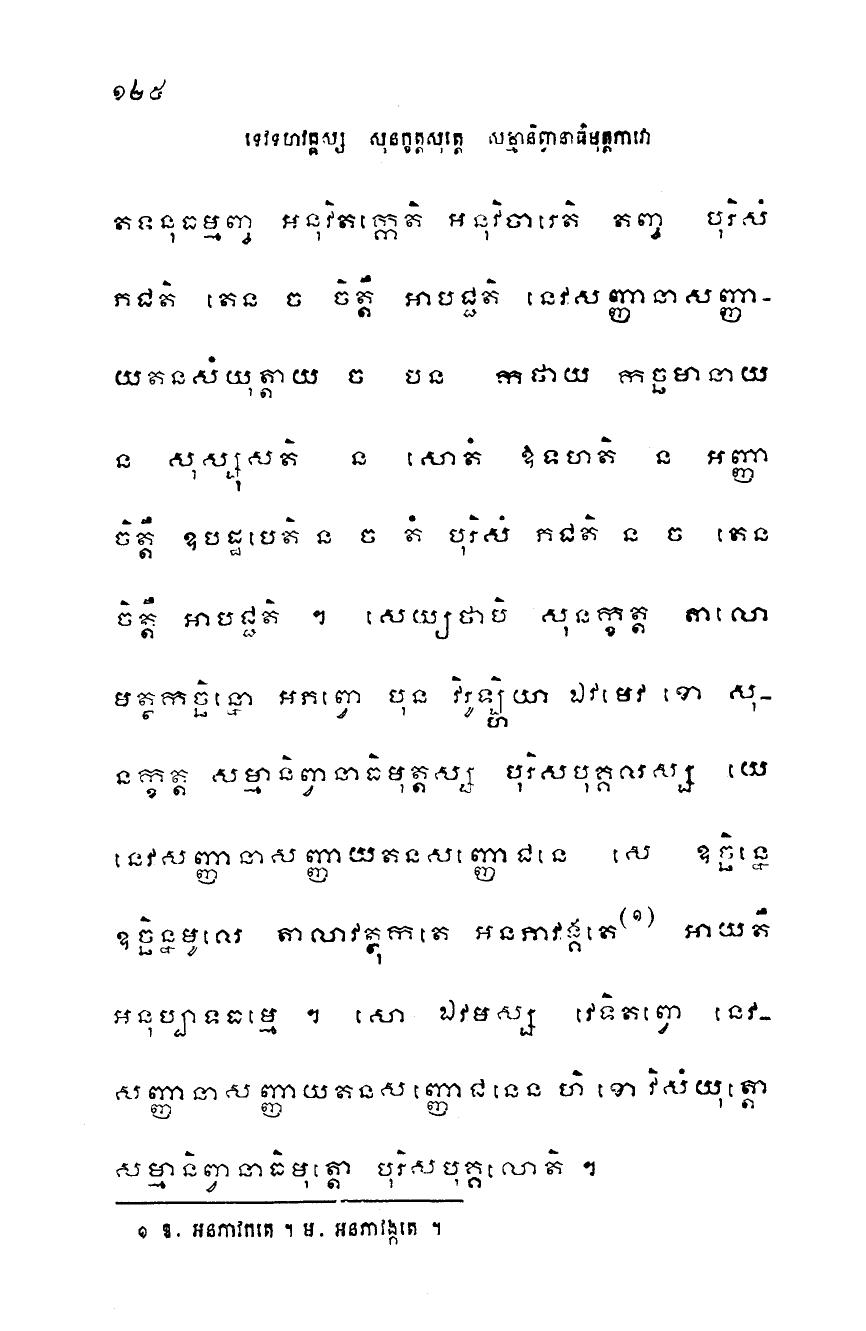 ១២៥
ទេវទហវគ្គស្ស សុនក្ខត្តសុត្តេ សម្មានិព្វានាធិមុត្តភាវោ
តទនុធម្មញ្ច អនុវិតក្កេតិ អនុវិចារេតិ តញ្ច បុរិសំ
ភជតិ តេន ច ចិត្តឹ អាបជ្ជតិ នេវសញ្ញានាសញ្ញា-
យតនសំយុត្តាយ ច បន កថាយ កច្ឆមានាយ
ន សុស្សុសតិ ន សោតំ ឱទហតិ ន អញ្ញា
ចិត្តឹ ឧបដ្ឋបេតិ ន ច តំ បុរិសំ ភជតិ ន ច តេន
ចិត្តឹ អាបជ្ជតិ ។ សេយ្យថាបិ សុនក្ខត្ត តាលោ
មត្ថកច្ឆិន្នោ អភព្វោ បុន វិរូឡ្ហិយា ឯវមេវ ខោ សុ-
នក្ខត្ត សម្មានិព្វានាធិមុត្តស្ស បុរិសបុគ្គលស្ស យេ
នេវសញ្ញានាសញ្ញាយតនសញ្ញោជនេ សេ ឧច្ឆិន្នេ
ឧច្ឆិន្នមូលេ តាលាវត្ថុកតេ អនភាវង្គតេ(១) អាយតឹ
អនុប្បាទធម្មេ ។ សោ ឯវមស្ស វេទិតព្វោ នេវ-
សញ្ញានាសញ្ញាយតនសញ្ញោជនេន ហិ ខោ វិសំយុត្តោ
សម្មានិព្វានាធិមុត្តោ បុរិសបុគ្គលោតិ ។
១ ឱ. អនភាវកតេ ។ ម. អនភាវង្កតេ ។